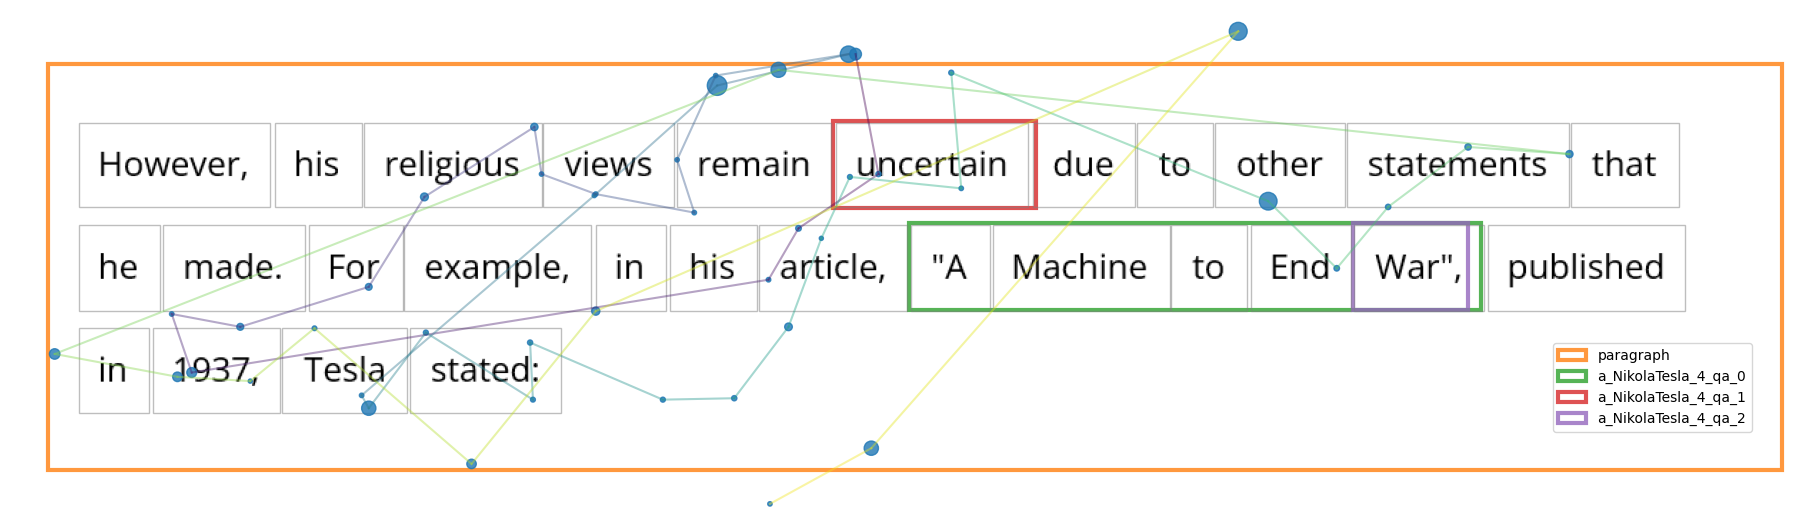 However, his religious views remain uncertain due to other statements that
he made. For example, in his article, "A Machine to End War", published
in 1937, Tesla stated:
paragraph
a_NikolaTesla_4_qa_0
a_NikolaTesla_4_qa_1
a_NikolaTesla_4_qa_2